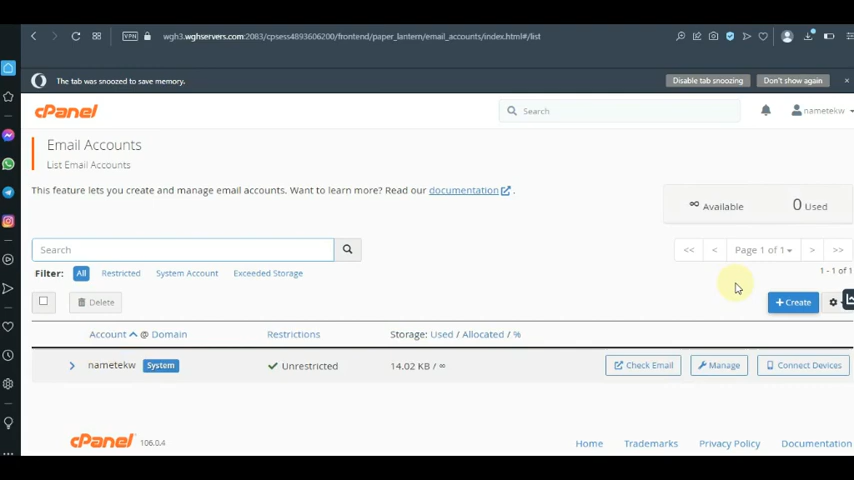 VPN wgh3.wghservers.com:2083/cpsess4893606200/frontend/paper_lantern/email_accounts/index.html#/list
The tab was snoozed to save memory. Disable tab snoozing Don't show again ×
cPanel Search nametekw
Email Accounts
List Email Accounts
This feature lets you create and manage email accounts. Want to learn more? Read our documentation.
∞ Available 0 Used
Search << < Page 1 of 1 > >>
Filter: All Restricted System Account Exceeded Storage 1 - 1 of 1
Delete + Create
Account @ Domain Restrictions Storage: Used / Allocated / %
nametekw System Unrestricted 14.02 KB / ∞ Check Email Manage Connect Devices
cPanel 106.0.4 Home Trademarks Privacy Policy Documentation